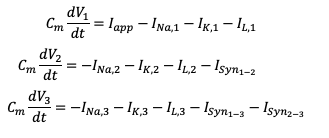 C_m dV_1/dt = I_app − I_Na,1 − I_K,1 − I_L,1
C_m dV_2/dt = −I_Na,2 − I_K,2 − I_L,2 − I_Syn_1−2
C_m dV_3/dt = −I_Na,3 − I_K,3 − I_L,3 − I_Syn_1−3 − I_Syn_2−3